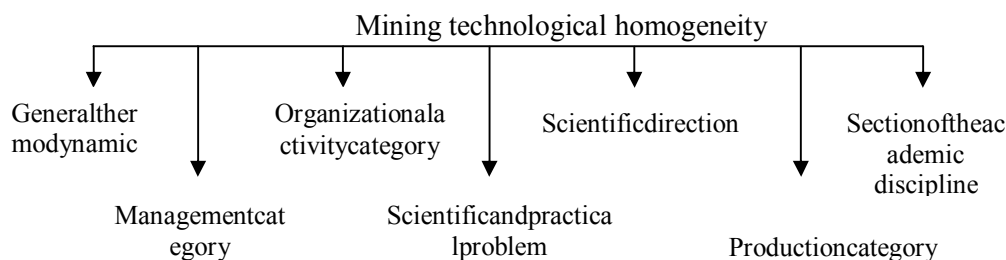 Mining technological homogeneity
Generalther
modynamic
Organizationala
ctivitycategory
Scientificdirection
Sectionoftheac
ademic
discipline
Managementcat
egory
Scientificandpractica
lproblem
Productioncategory